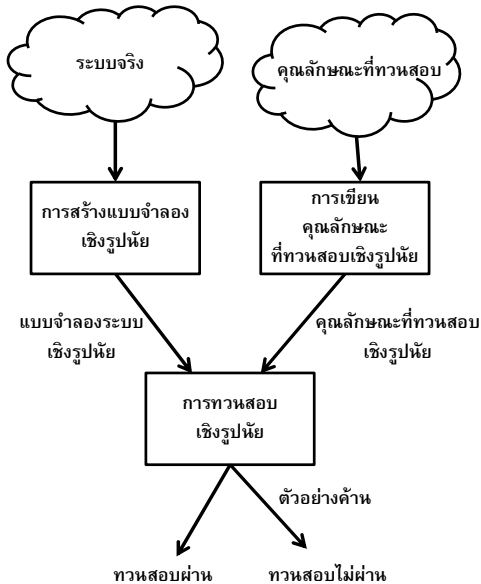 ระบบจริง
คุณลักษณะที่ทวนสอบ
การสร้างแบบจำลอง
เชิงรูปนัย
การเขียน
คุณลักษณะ
ที่ทวนสอบเชิงรูปนัย
แบบจำลองระบบ
เชิงรูปนัย
คุณลักษณะที่ทวนสอบ
เชิงรูปนัย
การทวนสอบ
เชิงรูปนัย
ตัวอย่างค้าน
ทวนสอบผ่าน
ทวนสอบไม่ผ่าน